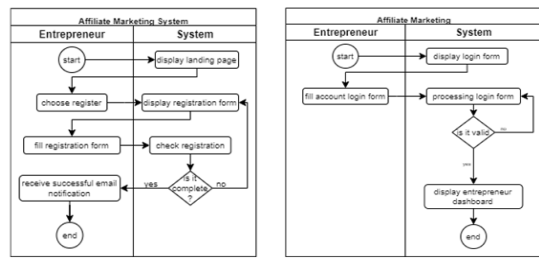 Affiliate Marketing System
Entrepreneur
System
start
display landing page
choose register
display registration form
fill registration form
check registration
receive successful email
notification
yes
is it
complete
?
no
end
Affiliate Marketing
Entrepreneur
System
start
display login form
fill account login form
processing login form
is it valid
no
yes
display entrepreneur
dashboard
end